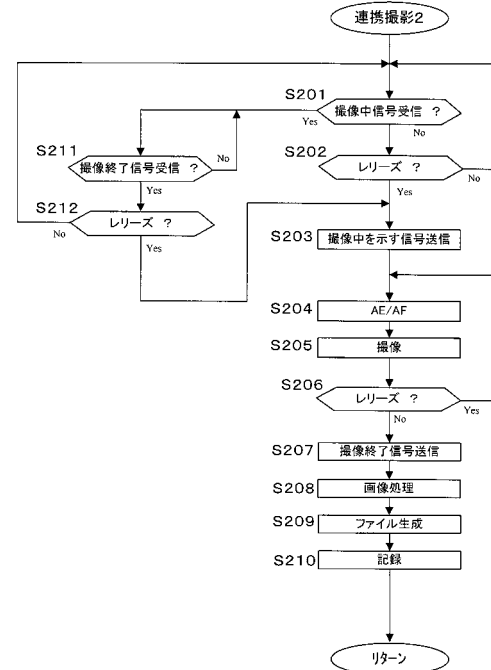 連携撮影2
S201
撮像中信号受信 ?
Yes
No
S211
撮像終了信号受信 ?
No
Yes
S202
レリーズ ?
No
Yes
S212
レリーズ ?
No
Yes
S203
撮像中を示す信号送信
S204
AE/AF
S205
撮像
S206
レリーズ ?
Yes
No
S207
撮像終了信号送信
S208
画像処理
S209
ファイル生成
S210
記録
リターン